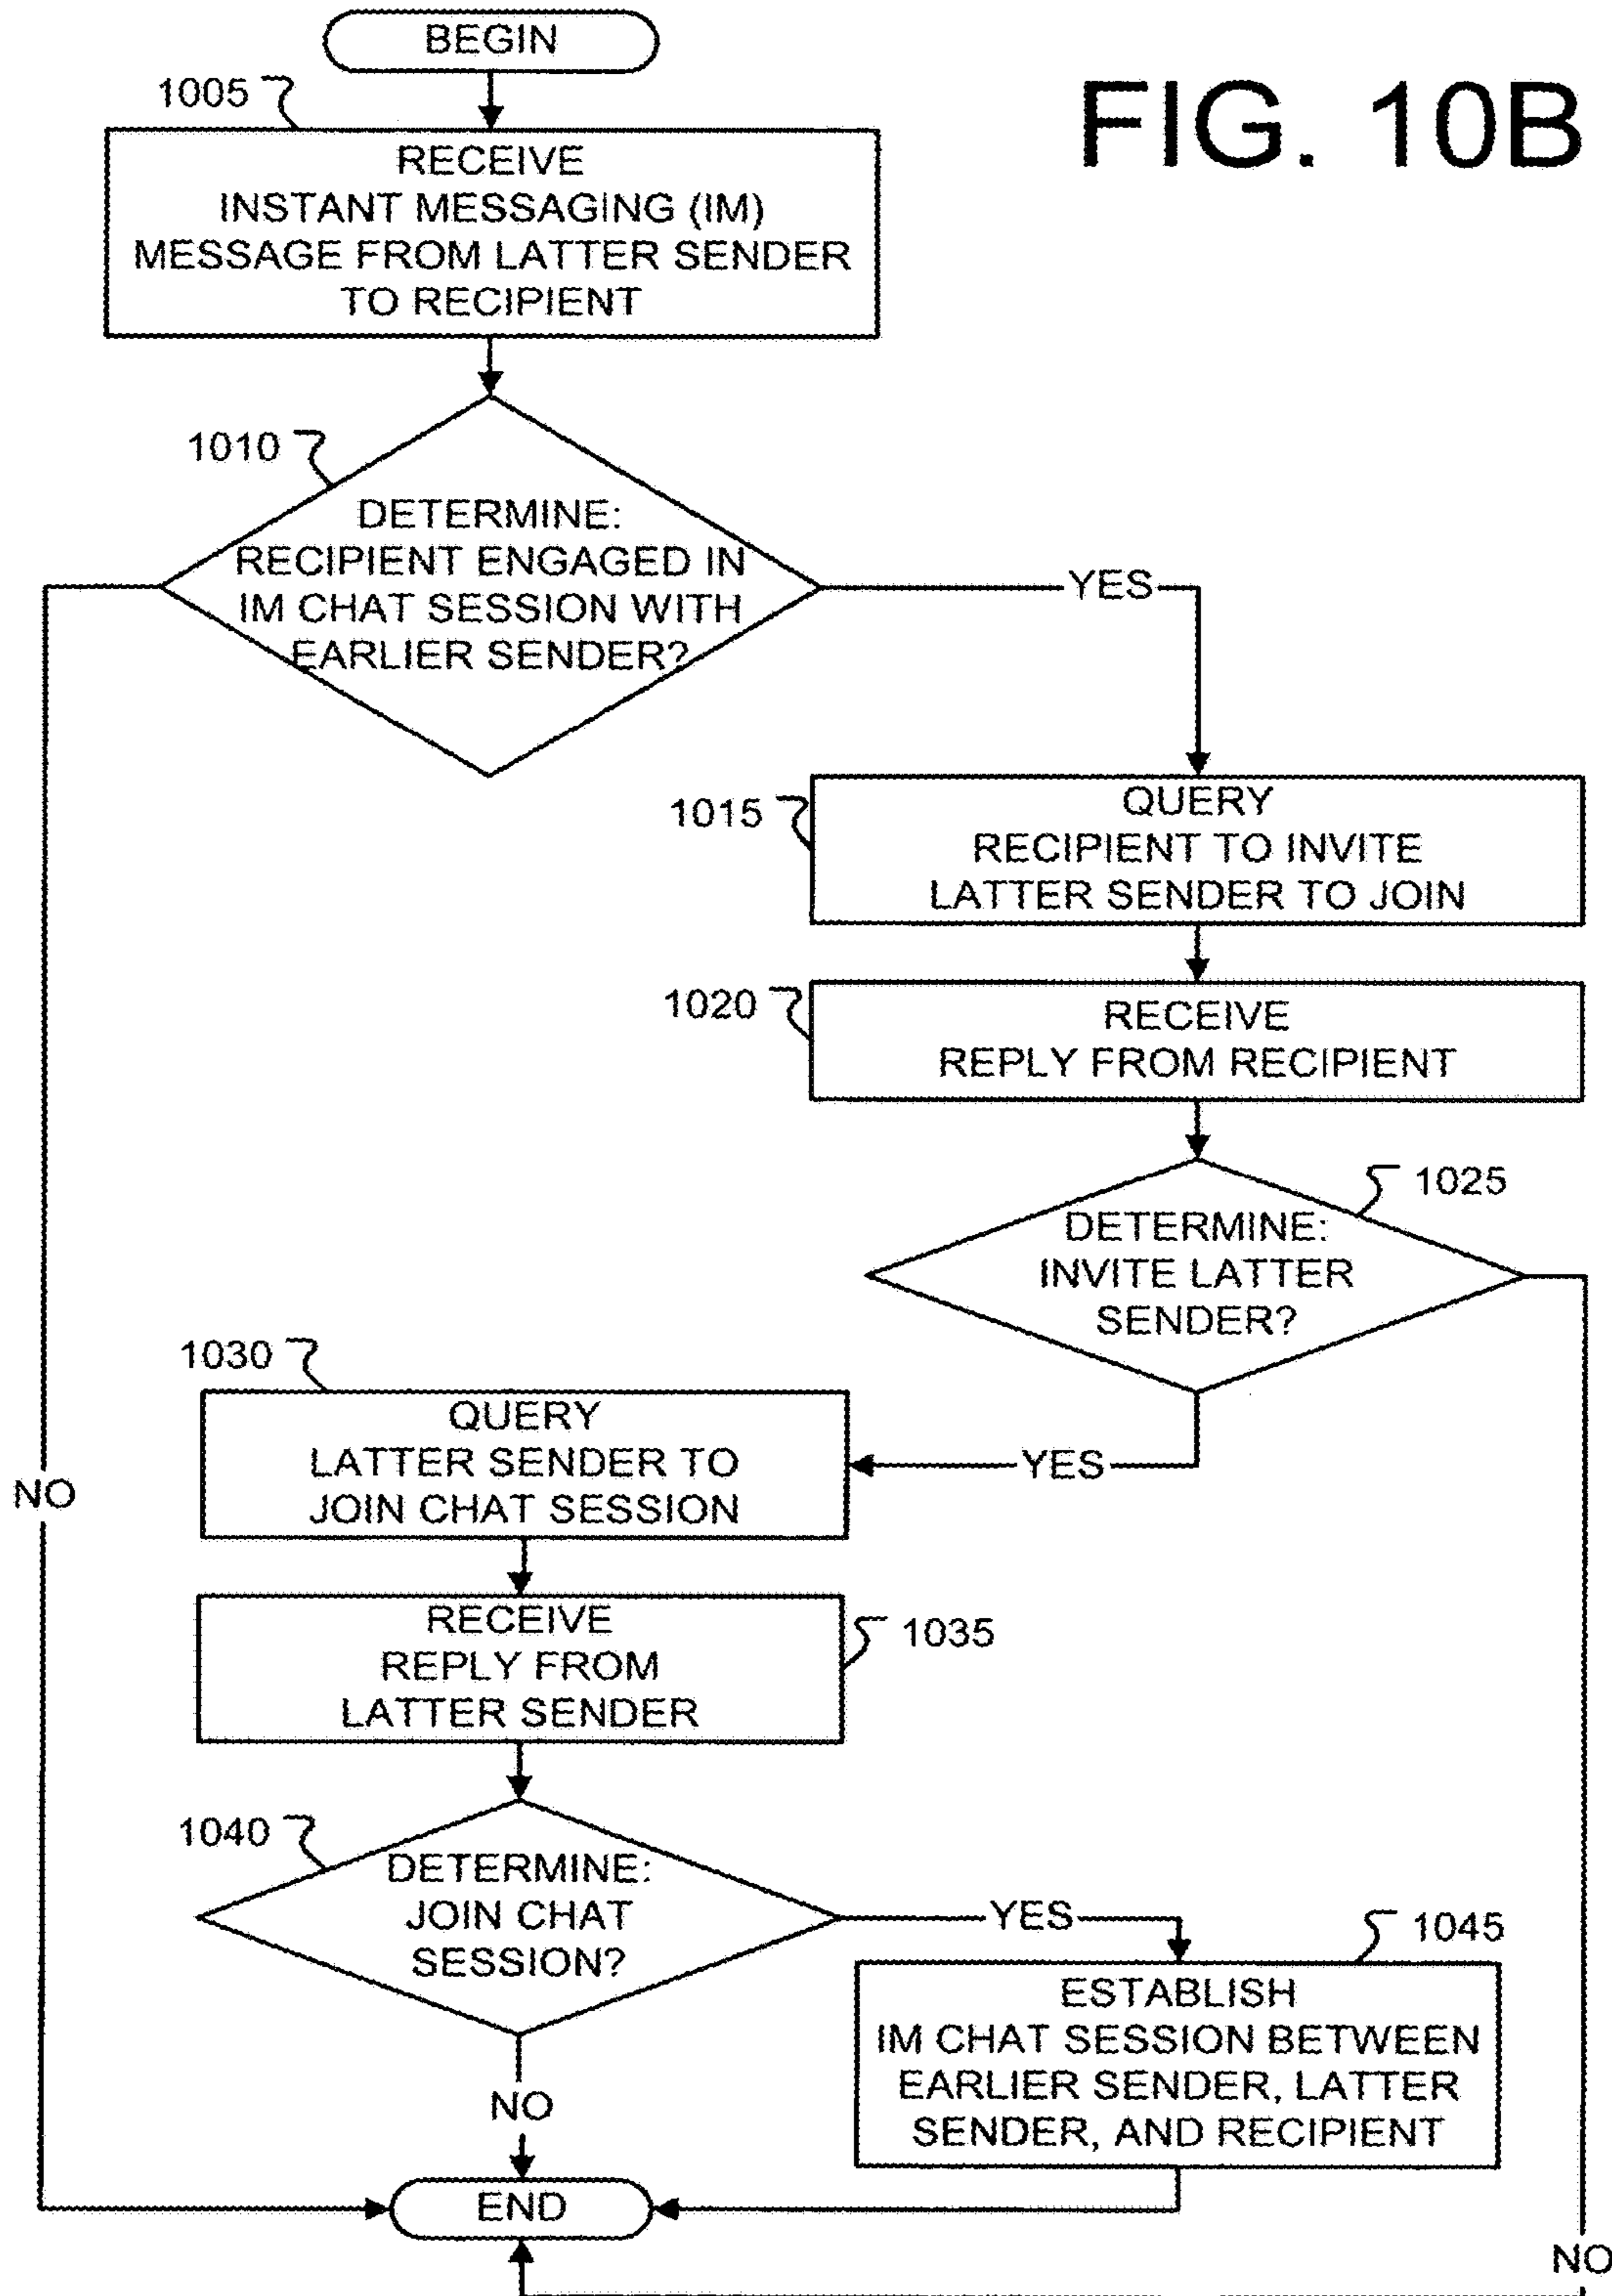 BEGIN
FIG. 10B
1005
RECEIVE
INSTANT MESSAGING (IM)
MESSAGE FROM LATTER SENDER
TO RECIPIENT
1010
DETERMINE:
RECIPIENT ENGAGED IN
IM CHAT SESSION WITH
EARLIER SENDER?
YES
1015
QUERY
RECIPIENT TO INVITE
LATTER SENDER TO JOIN
1020
RECEIVE
REPLY FROM RECIPIENT
1025
DETERMINE:
INVITE LATTER
SENDER?
1030
QUERY
LATTER SENDER TO
JOIN CHAT SESSION
YES
NO
RECEIVE
REPLY FROM
LATTER SENDER
1035
1040
DETERMINE:
JOIN CHAT
SESSION?
YES
1045
ESTABLISH
IM CHAT SESSION BETWEEN
EARLIER SENDER, LATTER
SENDER, AND RECIPIENT
NO
END
NO